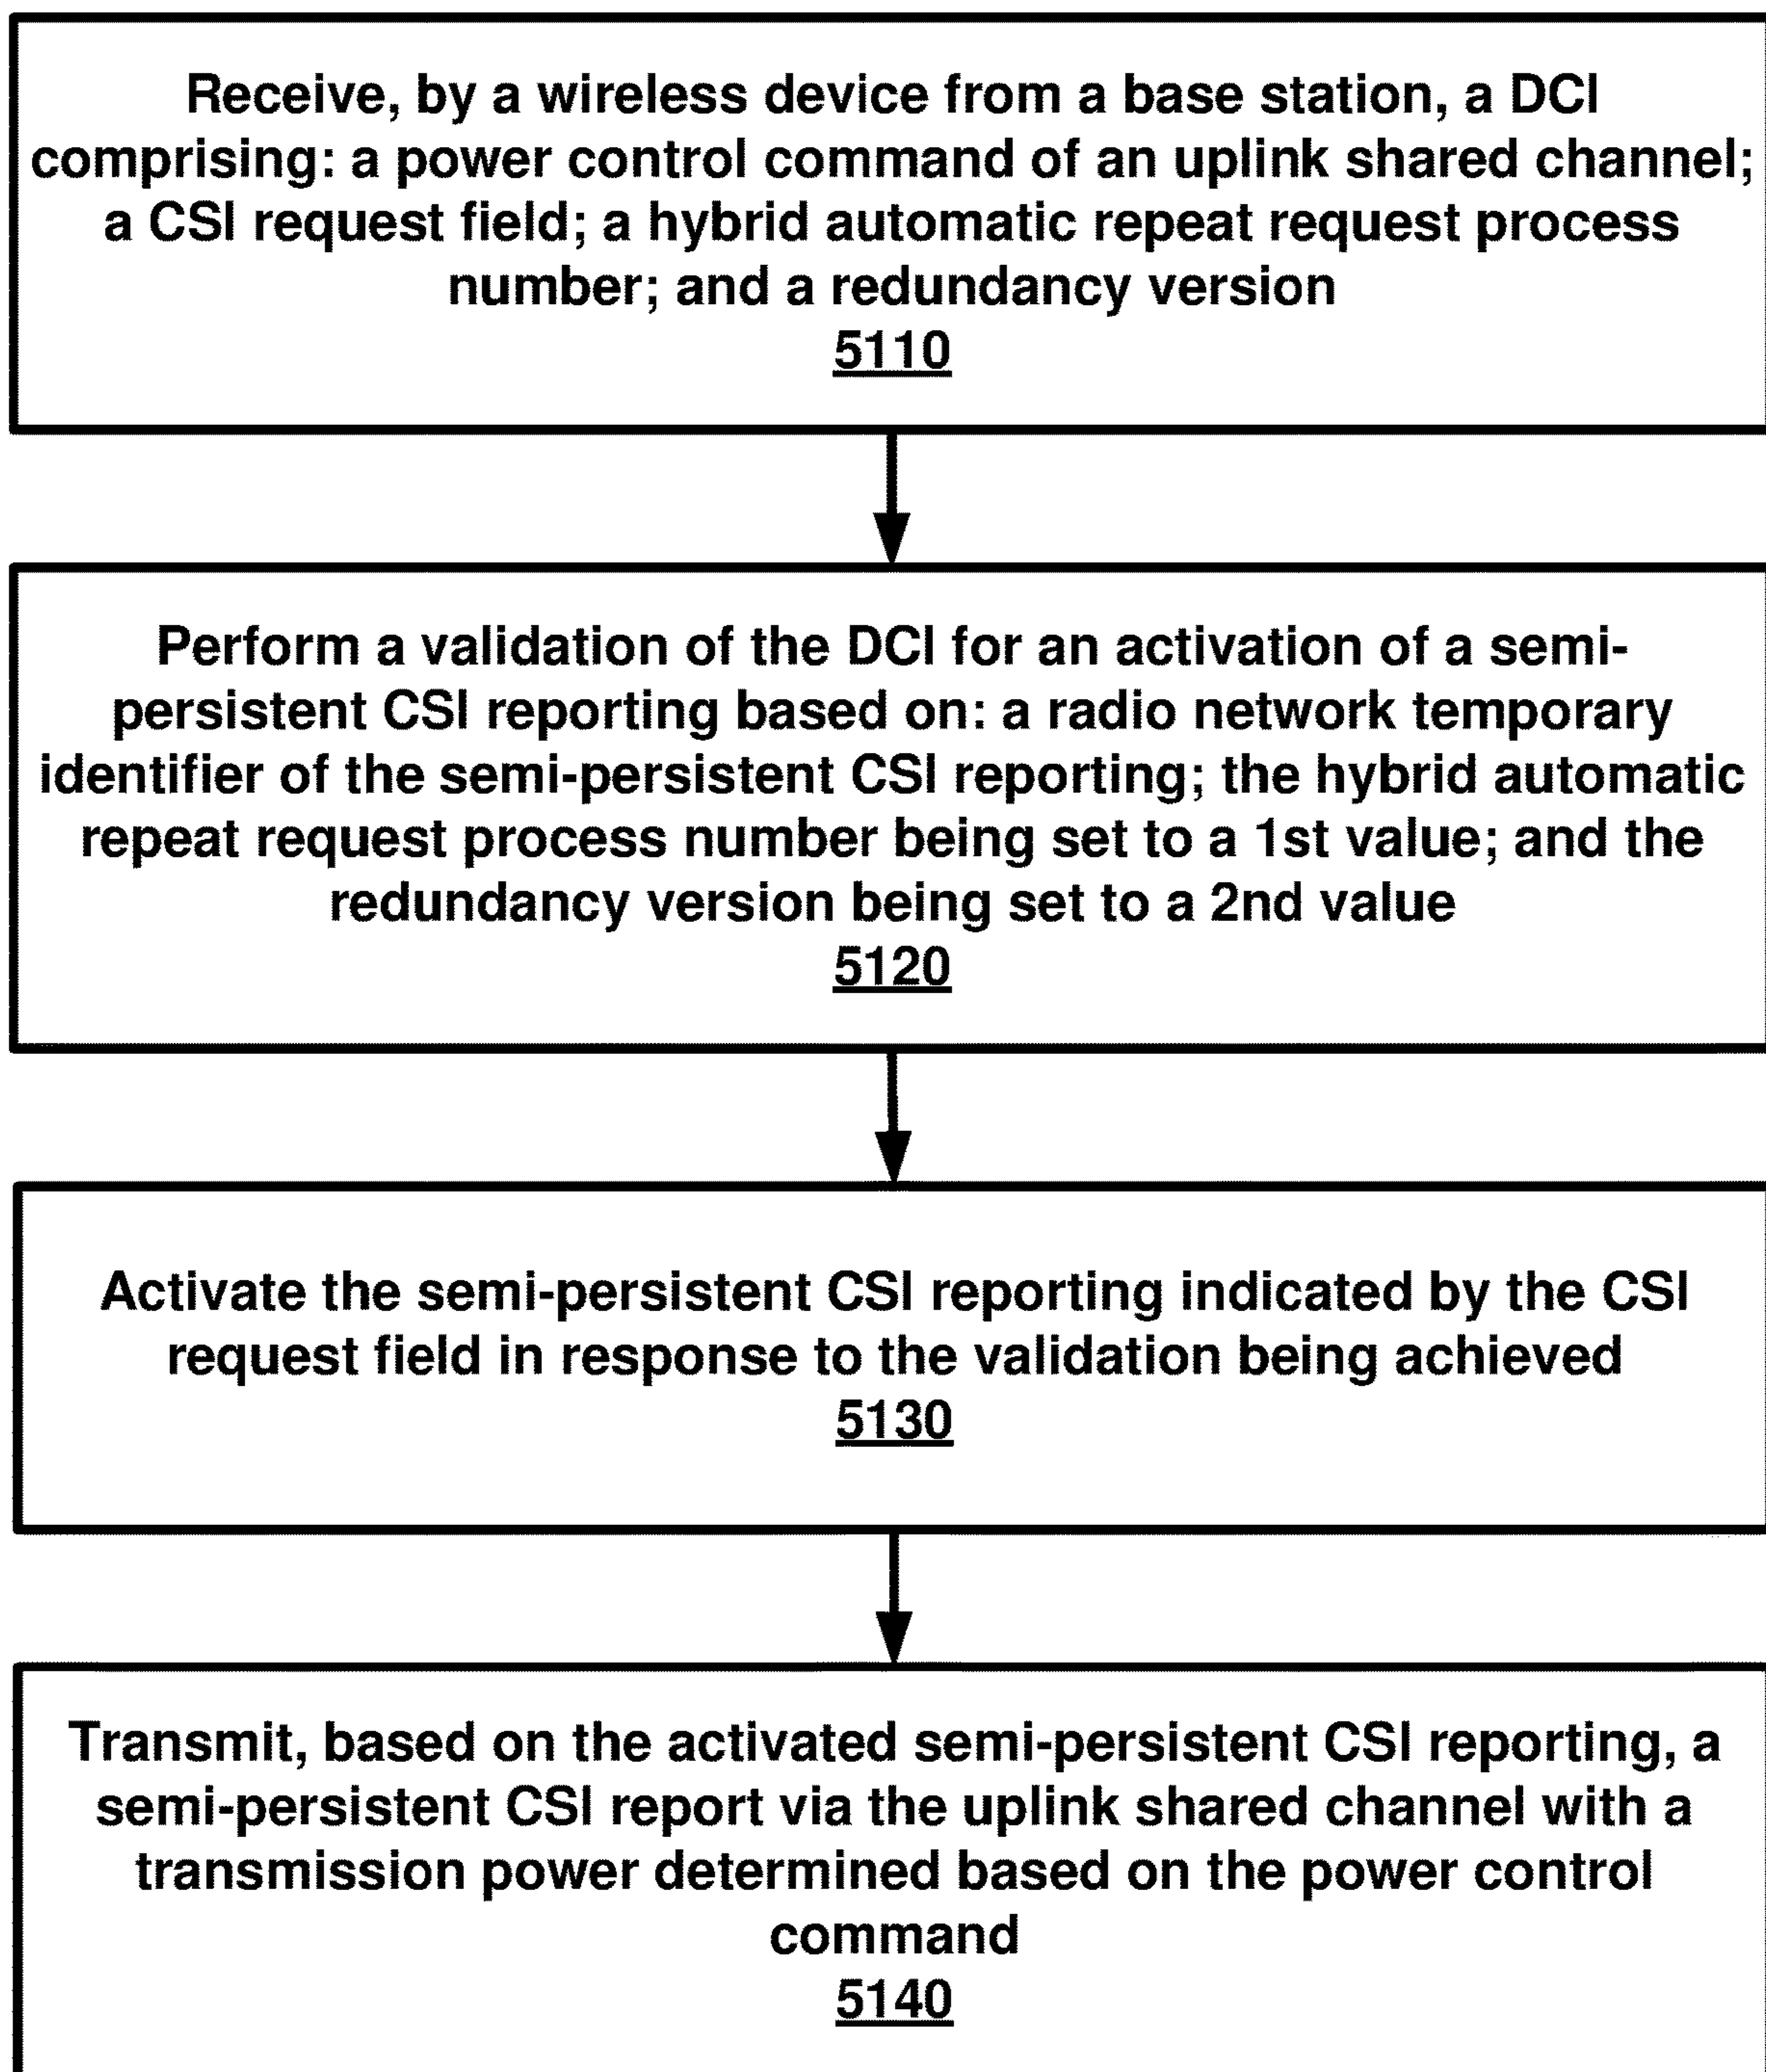 Receive, by a wireless device from a base station, a DCI
comprising: a power control command of an uplink shared channel;
a CSI request field; a hybrid automatic repeat request process
number; and a redundancy version
5110
Perform a validation of the DCI for an activation of a semi-
persistent CSI reporting based on: a radio network temporary
identifier of the semi-persistent CSI reporting; the hybrid automatic
repeat request process number being set to a 1st value; and the
redundancy version being set to a 2nd value
5120
Activate the semi-persistent CSI reporting indicated by the CSI
request field in response to the validation being achieved
5130
Transmit, based on the activated semi-persistent CSI reporting, a
semi-persistent CSI report via the uplink shared channel with a
transmission power determined based on the power control
command
5140